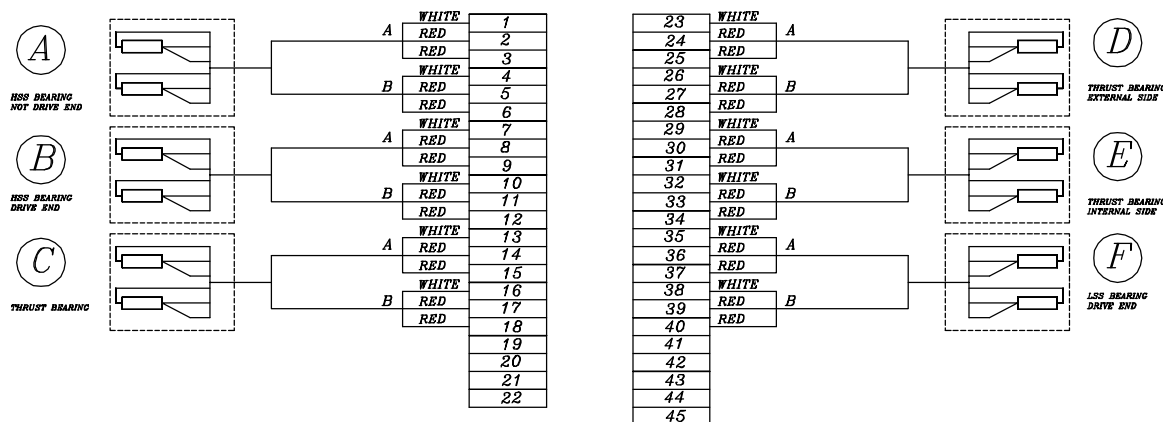 WHITE 1
A RED 2
RED 3
WHITE 4
B RED 5
RED 6
WHITE 7
A RED 8
RED 9
WHITE 10
B RED 11
RED 12
WHITE 13
A RED 14
RED 15
WHITE 16
B RED 17
RED 18
19
20
21
22
A
HSS BEARING
NOT DRIVE END
B
HSS BEARING
DRIVE END
C
THRUST BEARING
23 WHITE
24 RED A
25 RED
26 WHITE
27 RED B
28 RED
29 WHITE
30 RED A
31 RED
32 WHITE
33 RED B
34 RED
35 WHITE
36 RED A
37 RED
38 WHITE
39 RED B
40 RED
41
42
43
44
45
D
THRUST BEARING
EXTERNAL SIDE
E
THRUST BEARING
INTERNAL SIDE
F
LSS BEARING
DRIVE END